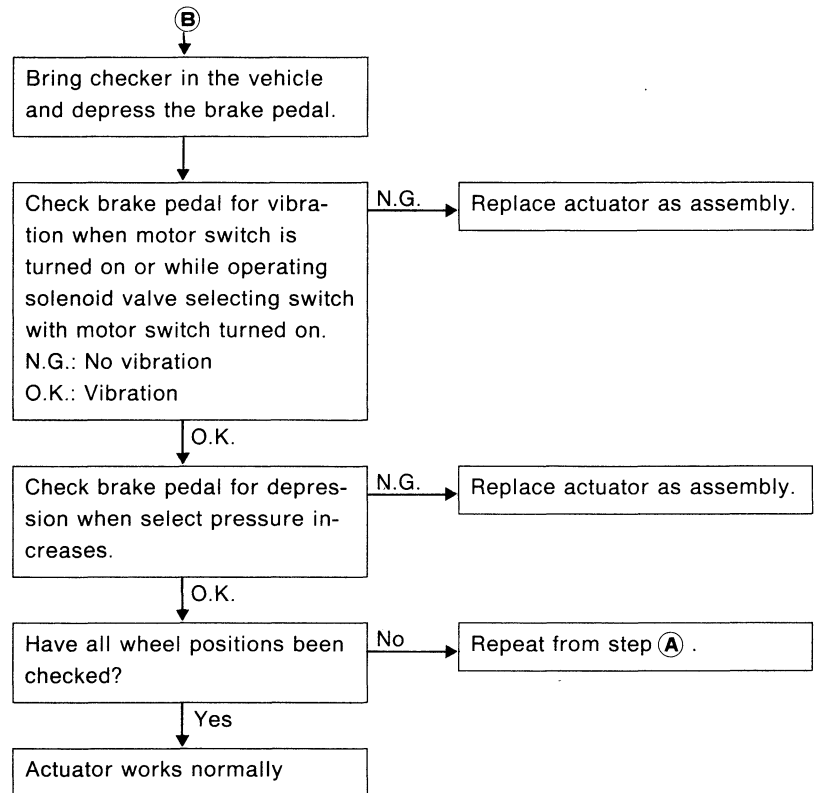 B
Bring checker in the vehicle
and depress the brake pedal.
Check brake pedal for vibra-
tion when motor switch is
turned on or while operating
solenoid valve selecting switch
with motor switch turned on.
N.G.: No vibration
O.K.: Vibration
N.G.
Replace actuator as assembly.
O.K.
Check brake pedal for depres-
sion when select pressure in-
creases.
N.G.
Replace actuator as assembly.
O.K.
Have all wheel positions been
checked?
No
Repeat from step A .
Yes
Actuator works normally